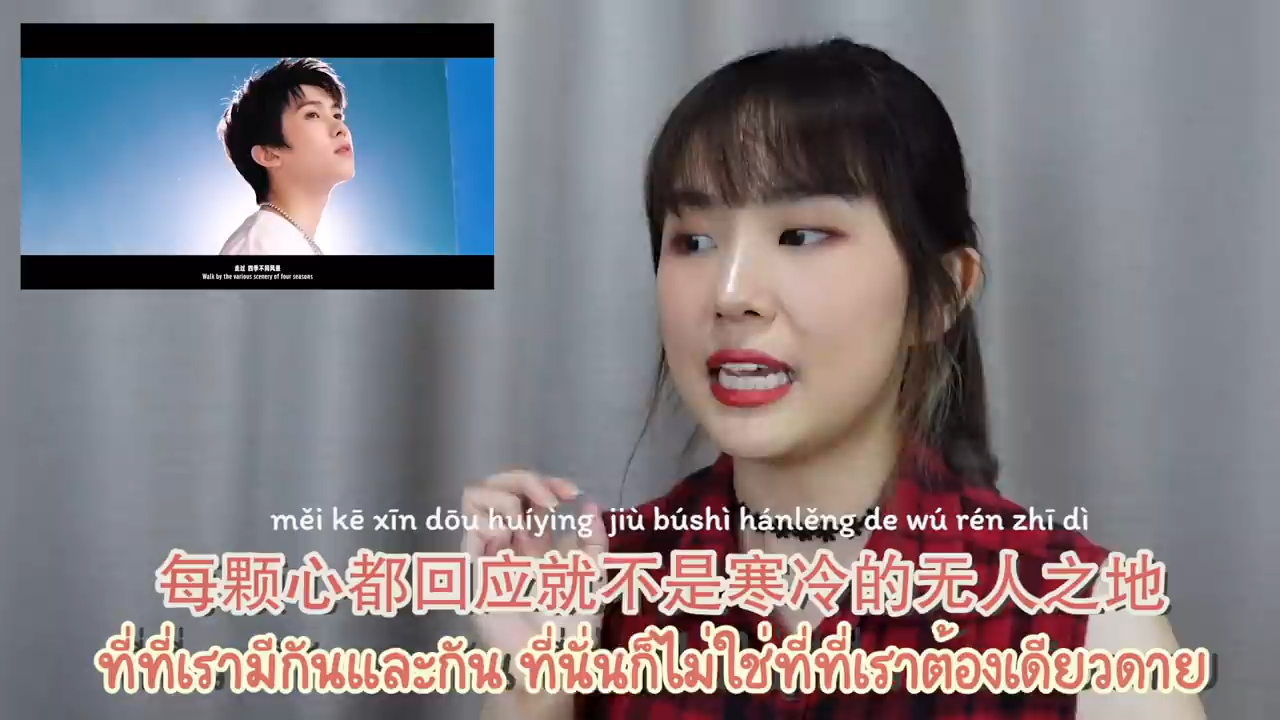 走过 四季不同风景
Walk by the various scenery of four seasons
měi kē xīn dōu huíyìng jiù búshì hánlěng de wú rén zhī dì
每颗心都回应就不是寒冷的无人之地
ที่ที่เรามีกันและกัน ที่นั่นก็ไม่ใช่ที่ที่เราต้องเดียวดาย